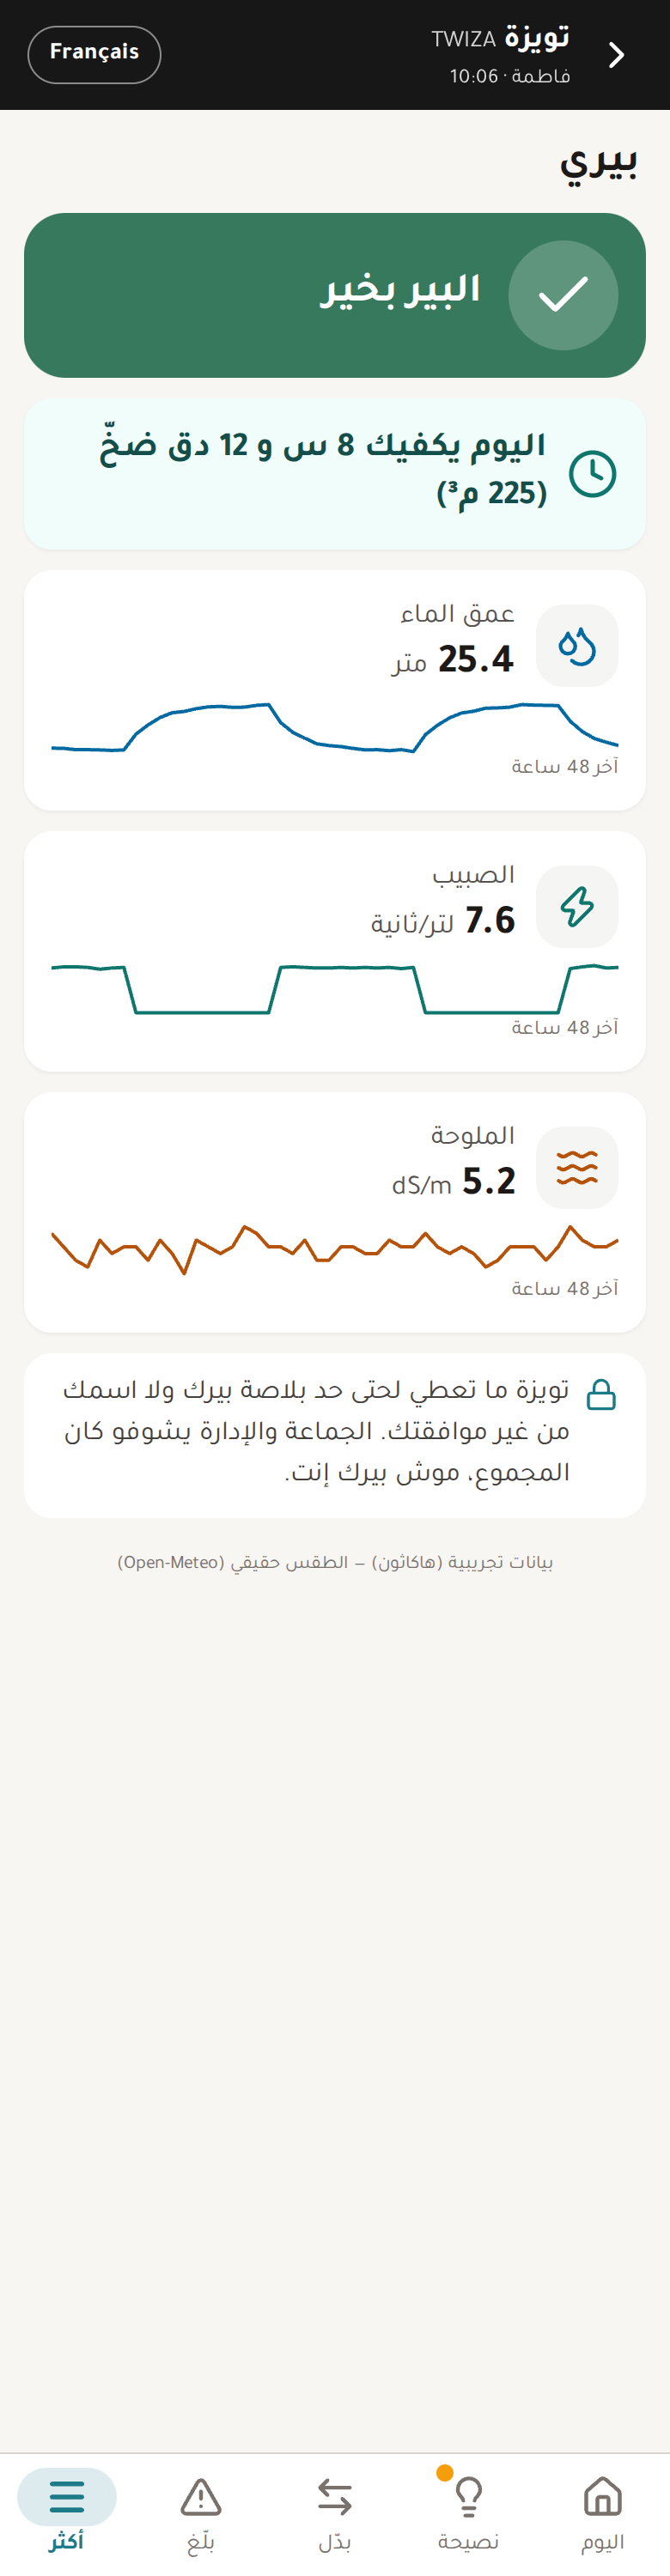 تويزة TWIZA
فاطمة · 10:06
Français
بيري
البير بخير
اليوم يكفيك 8 س و 12 دق ضخّ
(225 م³)
عمق الماء
25.4 متر
آخر 48 ساعة
الصبيب
7.6 لتر/ثانية
آخر 48 ساعة
الملوحة
5.2 dS/m
آخر 48 ساعة
تويزة ما تعطي لحتى حد بلاصة بيرك ولا اسمك
من غير موافقتك. الجماعة والإدارة يشوفو كان
المجموع، موش بيرك إنت.
بيانات تجريبية (هاكاثون) — الطقس حقيقي (Open-Meteo)
اليوم
نصيحة
بدّل
بلّغ
أكثر